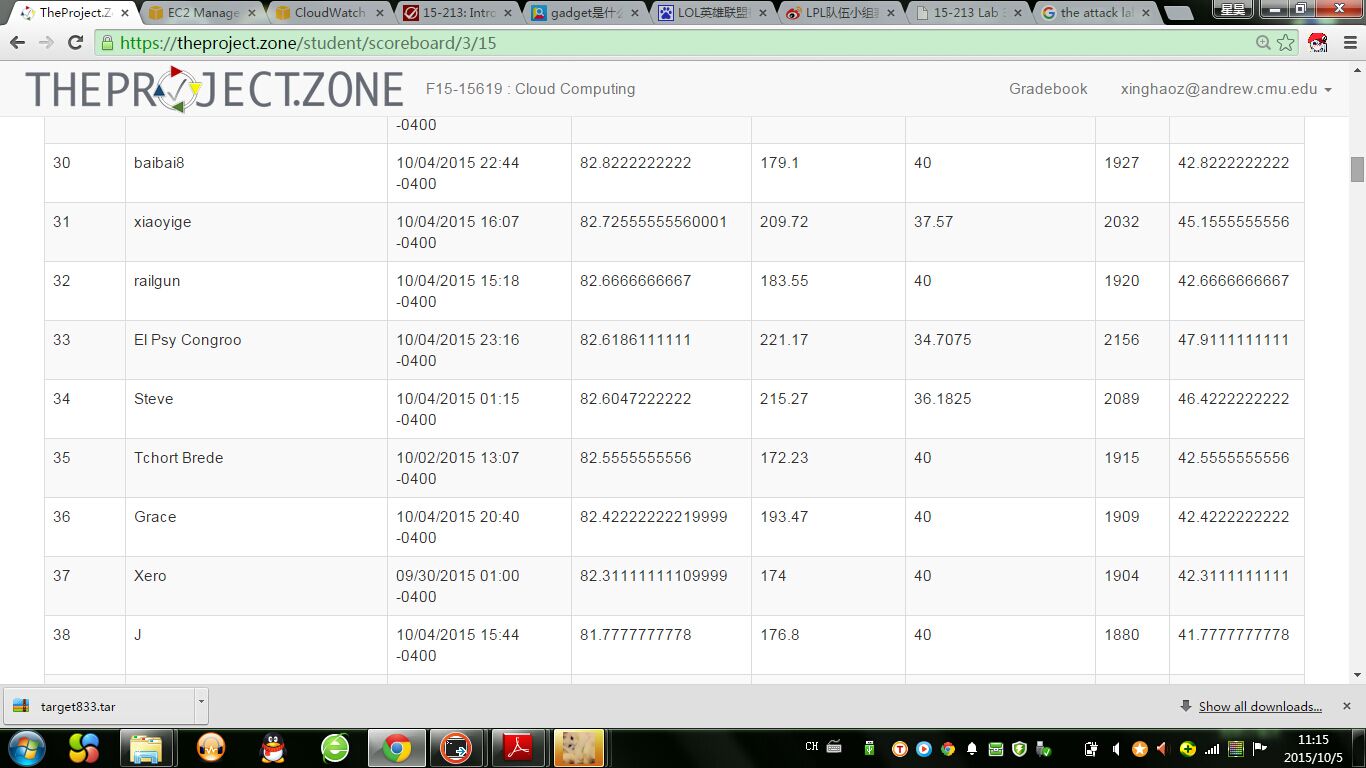 TheProject.Z
EC2 Manage
CloudWatch
15-213: Intro
gadget是什么
LOL英雄联盟
LPL队伍小组
15-213 Lab
the attack la
星昊
https://theproject.zone/student/scoreboard/3/15
THEPROJECT.ZONE
F15-15619 : Cloud Computing
Gradebook
xinghaoz@andrew.cmu.edu
-0400
30 baibai8 10/04/2015 22:44 82.8222222222 179.1 40 1927 42.8222222222
-0400
31 xiaoyige 10/04/2015 16:07 82.72555555560001 209.72 37.57 2032 45.1555555556
-0400
32 railgun 10/04/2015 15:18 82.6666666667 183.55 40 1920 42.6666666667
-0400
33 El Psy Congroo 10/04/2015 23:16 82.6186111111 221.17 34.7075 2156 47.9111111111
-0400
34 Steve 10/04/2015 01:15 82.6047222222 215.27 36.1825 2089 46.4222222222
-0400
35 Tchort Brede 10/02/2015 13:07 82.5555555556 172.23 40 1915 42.5555555556
-0400
36 Grace 10/04/2015 20:40 82.42222222219999 193.47 40 1909 42.4222222222
-0400
37 Xero 09/30/2015 01:00 82.31111111109999 174 40 1904 42.3111111111
-0400
38 J 10/04/2015 15:44 81.7777777778 176.8 40 1880 41.7777777778
-0400
target833.tar
Show all downloads...
CH
11:15
2015/10/5